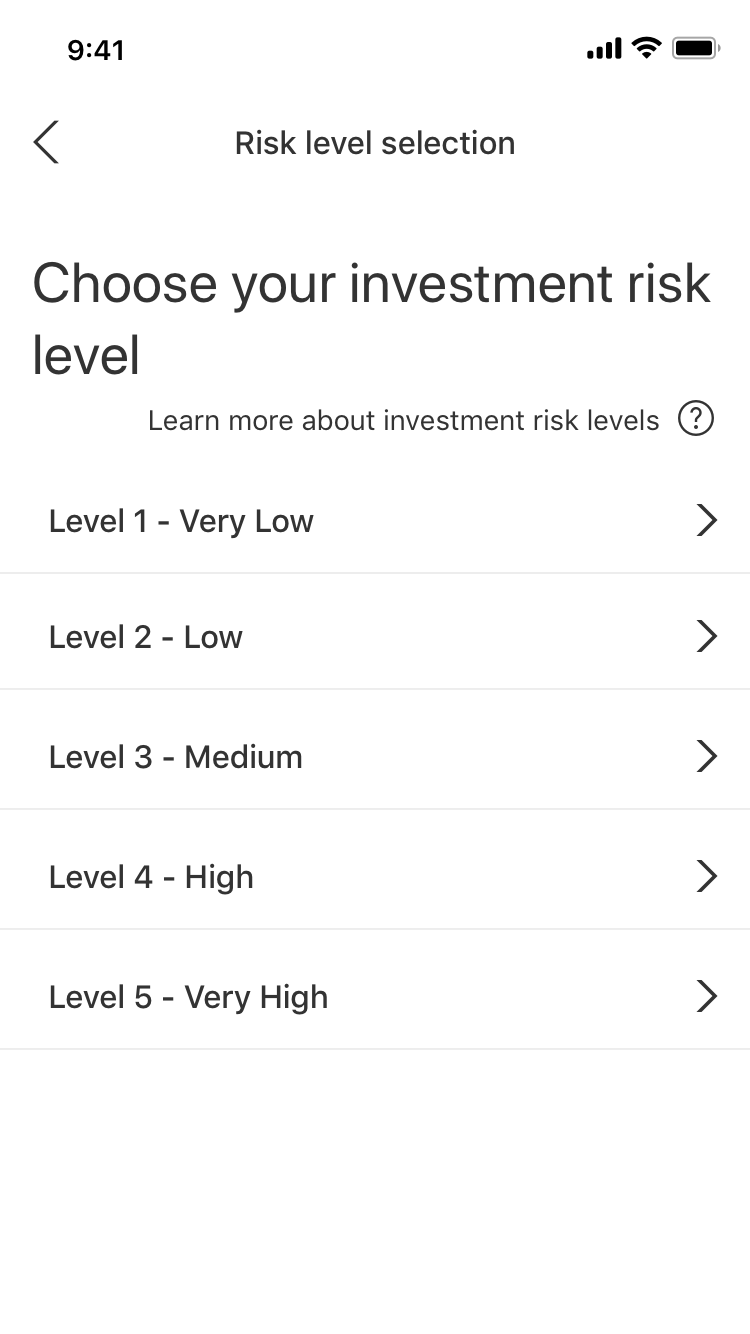 9:41
Risk level selection
Choose your investment risk
level
Learn more about investment risk levels ?
Level 1 - Very Low
Level 2 - Low
Level 3 - Medium
Level 4 - High
Level 5 - Very High